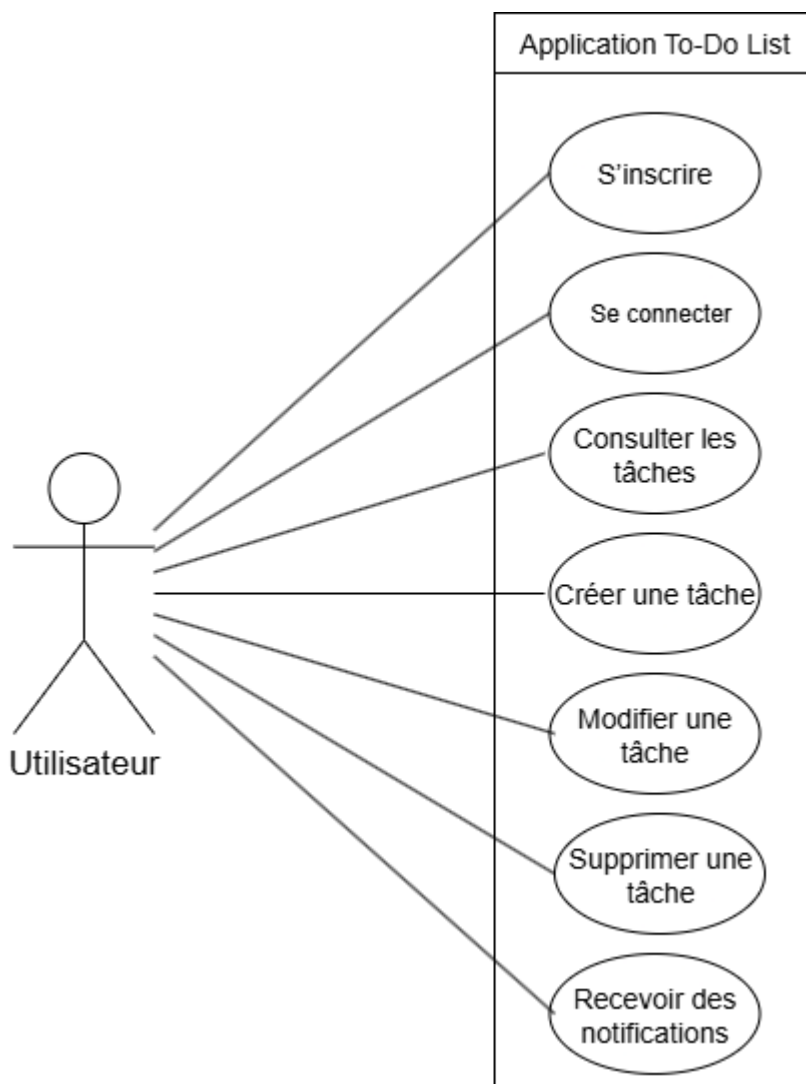 Application To-Do List
S'inscrire
Se connecter
Consulter les
tâches
Créer une tâche
Modifier une
tâche
Utilisateur
Supprimer une
tâche
Recevoir des
notifications